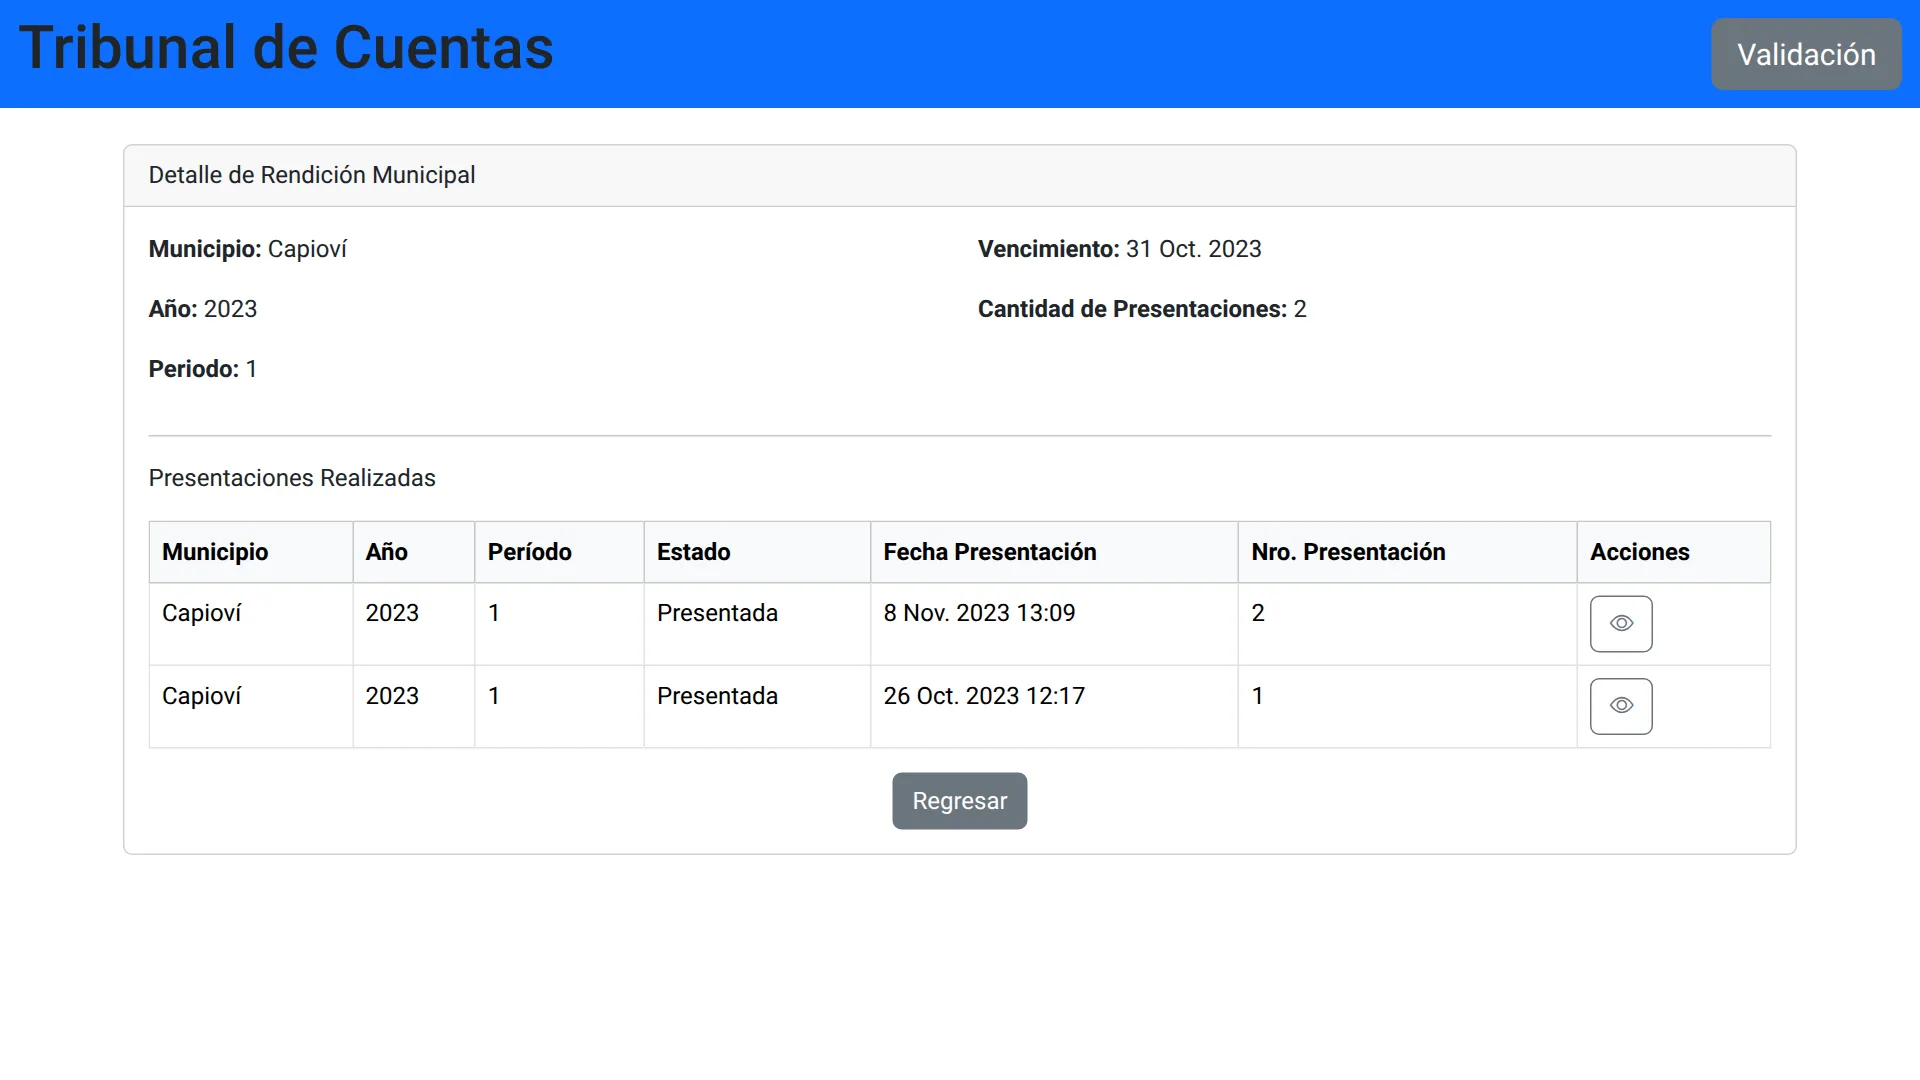 Tribunal de Cuentas
Validación
Detalle de Rendición Municipal
Municipio: Capioví
Año: 2023
Periodo: 1
Vencimiento: 31 Oct. 2023
Cantidad de Presentaciones: 2
Presentaciones Realizadas
Municipio Año Período Estado Fecha Presentación Nro. Presentación Acciones
Capioví 2023 1 Presentada 8 Nov. 2023 13:09 2
Capioví 2023 1 Presentada 26 Oct. 2023 12:17 1
Regresar